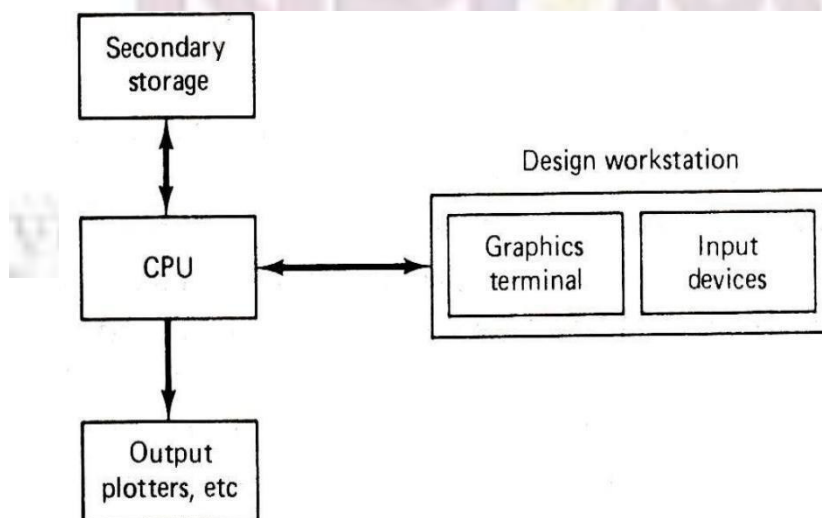 Secondary
storage
Design workstation
CPU
Graphics
terminal
Input
devices
Output
plotters, etc